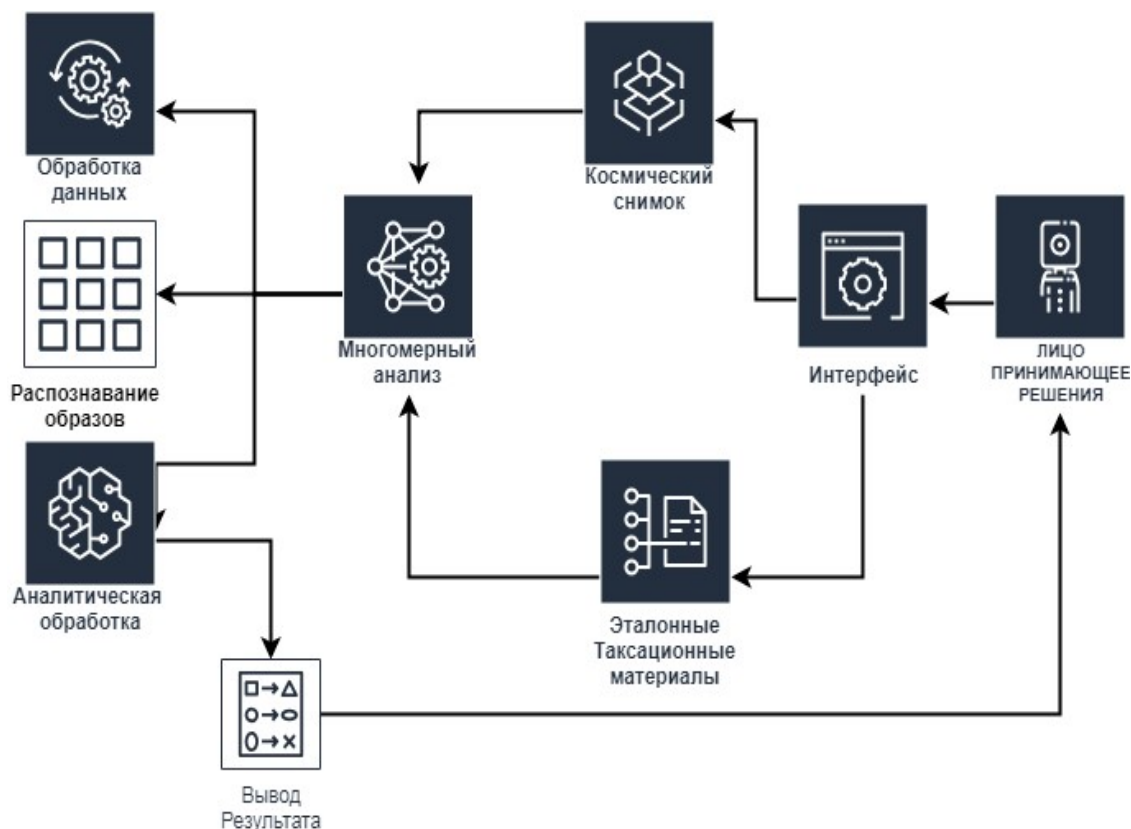 Обработка
данных
Распознавание
образов
Аналитическая
обработка
Вывод
Результата
Многомерный
анализ
Космический
снимок
Эталонные
Таксационные
материалы
Интерфейс
ЛИЦО
ПРИНИМАЮЩЕЕ
РЕШЕНИЯ